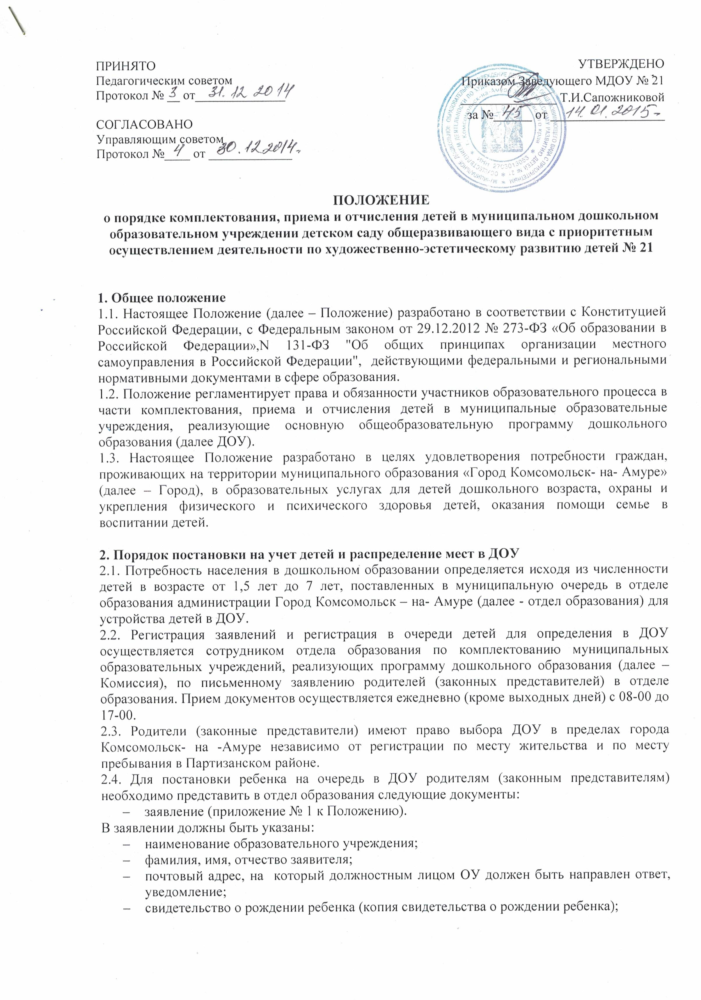 ПРИНЯТО
Педагогическим советом
Протокол № 3 от 31.12 2014
СОГЛАСОВАНО
Управляющим советом
Протокол № 4 от 30.12 2014.
УТВЕРЖДЕНО
Приказом Заведующего МДОУ № 21
Т.И.Сапожниковой
за № 45 от 14.01.2015
ИНН 2703013053
ПОЛОЖЕНИЕ
о порядке комплектования, приема и отчисления детей в муниципальном дошкольном
образовательном учреждении детском саду общеразвивающего вида с приоритетным
осуществлением деятельности по художественно-эстетическому развитию детей № 21
1. Общее положение
1.1. Настоящее Положение (далее – Положение) разработано в соответствии с Конституцией
Российской Федерации, с Федеральным законом от 29.12.2012 № 273-ФЗ «Об образовании в
Российской Федерации»,N 131-ФЗ "Об общих принципах организации местного
самоуправления в Российской Федерации", действующими федеральными и региональными
нормативными документами в сфере образования.
1.2. Положение регламентирует права и обязанности участников образовательного процесса в
части комплектования, приема и отчисления детей в муниципальные образовательные
учреждения, реализующие основную общеобразовательную программу дошкольного
образования (далее ДОУ).
1.3. Настоящее Положение разработано в целях удовлетворения потребности граждан,
проживающих на территории муниципального образования «Город Комсомольск- на- Амуре»
(далее – Город), в образовательных услугах для детей дошкольного возраста, охраны и
укрепления физического и психического здоровья детей, оказания помощи семье в
воспитании детей.
2. Порядок постановки на учет детей и распределение мест в ДОУ
2.1. Потребность населения в дошкольном образовании определяется исходя из численности
детей в возрасте от 1,5 лет до 7 лет, поставленных в муниципальную очередь в отделе
образования администрации Город Комсомольск – на- Амуре (далее - отдел образования) для
устройства детей в ДОУ.
2.2. Регистрация заявлений и регистрация в очереди детей для определения в ДОУ
осуществляется сотрудником отдела образования по комплектованию муниципальных
образовательных учреждений, реализующих программу дошкольного образования (далее –
Комиссия), по письменному заявлению родителей (законных представителей) в отделе
образования. Прием документов осуществляется ежедневно (кроме выходных дней) с 08-00 до
17-00.
2.3. Родители (законные представители) имеют право выбора ДОУ в пределах города
Комсомольск- на -Амуре независимо от регистрации по месту жительства и по месту
пребывания в Партизанском районе.
2.4. Для постановки ребенка на очередь в ДОУ родителям (законным представителям)
необходимо представить в отдел образования следующие документы:
– заявление (приложение № 1 к Положению).
В заявлении должны быть указаны:
– наименование образовательного учреждения;
– фамилия, имя, отчество заявителя;
– почтовый адрес, на который должностным лицом ОУ должен быть направлен ответ,
уведомление;
– свидетельство о рождении ребенка (копия свидетельства о рождении ребенка);